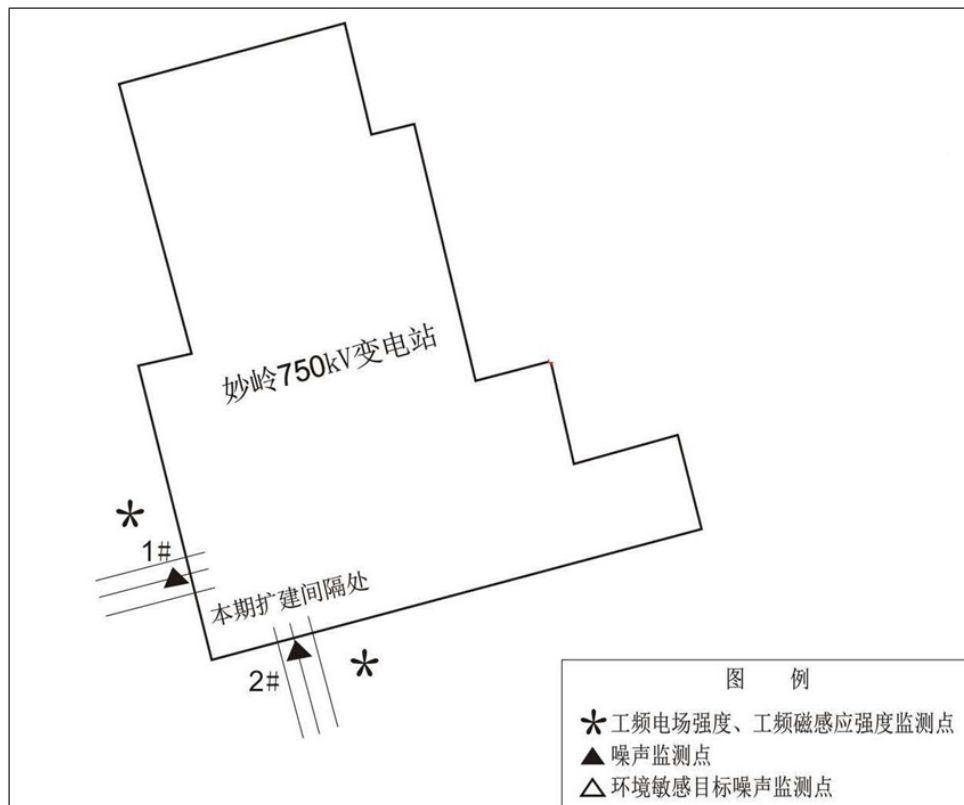 妙岭750kV变电站
1#
本期扩建间隔处
2#
图 例
工频电场强度、工频磁感应强度监测点
噪声监测点
环境敏感目标噪声监测点